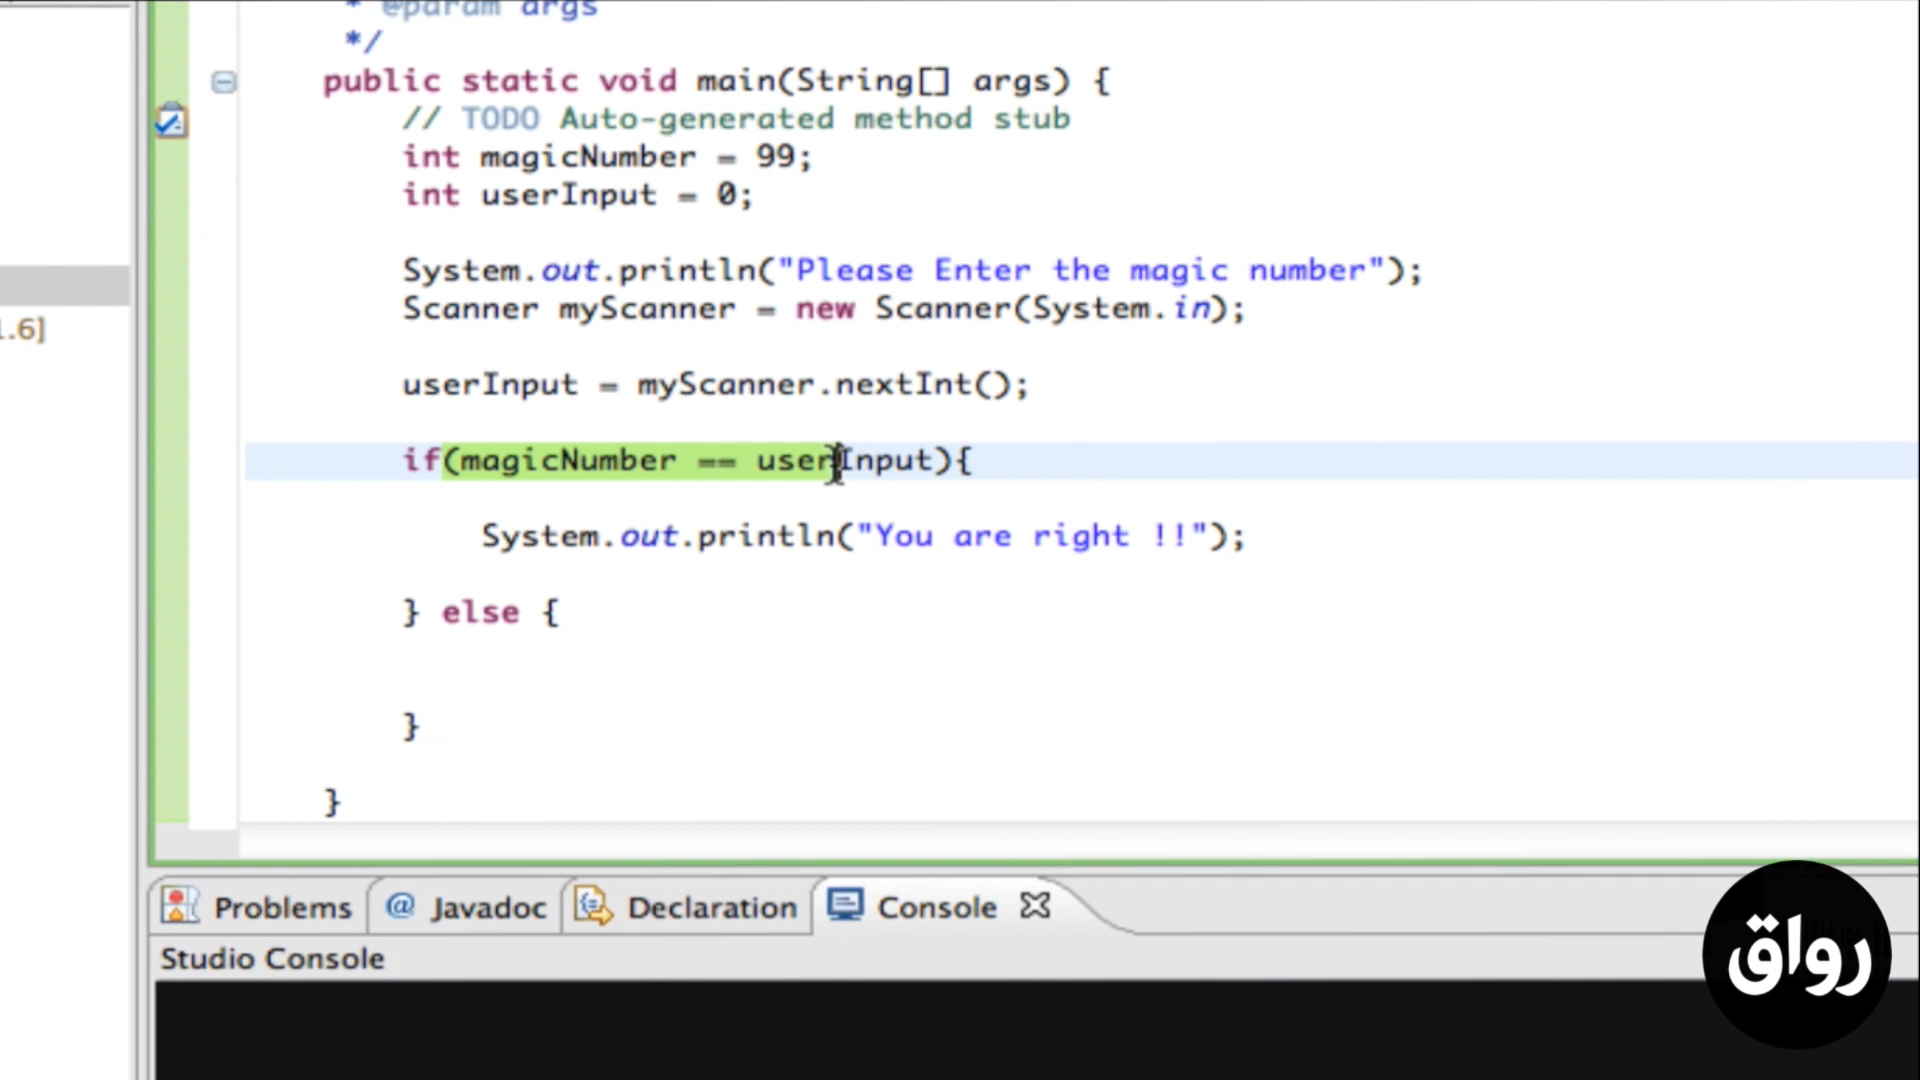 * @param args
*/
public static void main(String[] args) {
// TODO Auto-generated method stub
int magicNumber = 99;
int userInput = 0;
System.out.println("Please Enter the magic number");
Scanner myScanner = new Scanner(System.in);
1.6]
userInput = myScanner.nextInt();
if(magicNumber == userInput){
System.out.println("You are right !!");
} else {
}
}
Problems @ Javadoc Declaration Console
Studio Console
رواق